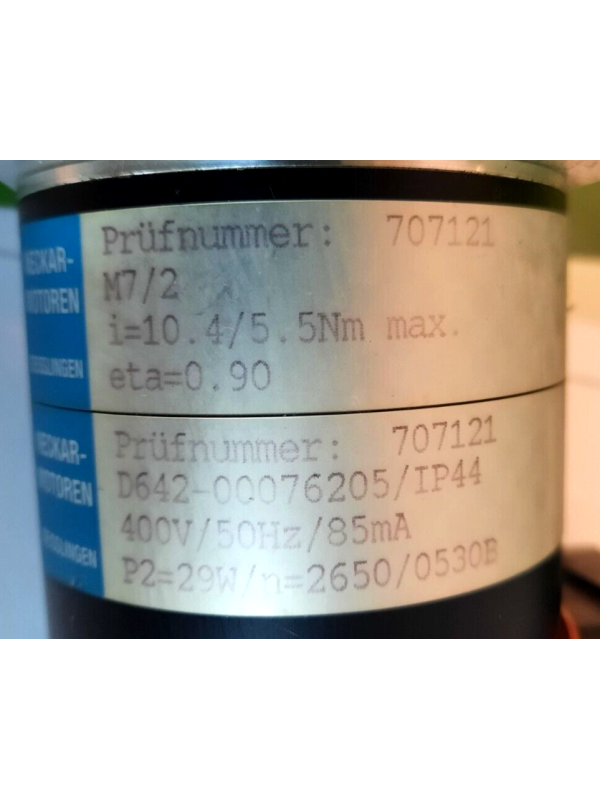 NECKAR-
MOTOREN
Prüfnummer: 707121
M7/2
i=10.4/5.5Nm max.
eta=0.90
NECKAR-
MOTOREN
Prüfnummer: 707121
D642-00076205/IP44
400V/50Hz/85mA
P2=29W/n=2650/0530B